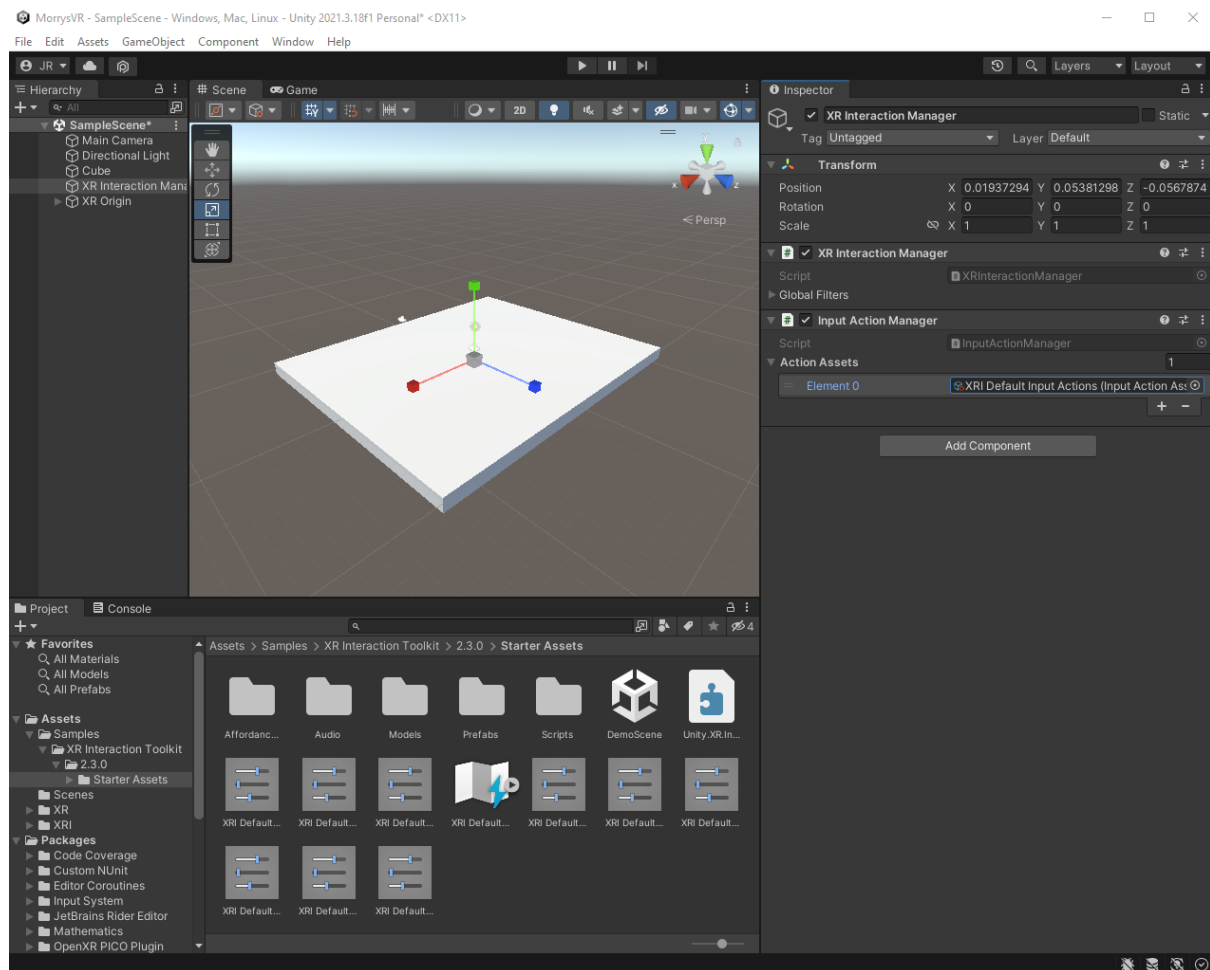 MorrysVR - SampleScene - Windows, Mac, Linux - Unity 2021.3.18f1 Personal* <DX11>
File Edit Assets GameObject Component Window Help
JR Layers Layout
Hierarchy
All
SampleScene*
Main Camera
Directional Light
Cube
XR Interaction Mana
XR Origin
Scene Game
2D
y
x
z
Persp
Inspector
XR Interaction Manager Static
Tag Untagged Layer Default
Transform
Position X 0.01937294 Y 0.05381298 Z -0.0567874
Rotation X 0 Y 0 Z 0
Scale X 1 Y 1 Z 1
XR Interaction Manager
Script XRInteractionManager
Global Filters
Input Action Manager
Script InputActionManager
Action Assets 1
Element 0 XRI Default Input Actions (Input Action Ass
Add Component
Project Console
4
Favorites
All Materials
All Models
All Prefabs
Assets
Samples
XR Interaction Toolkit
2.3.0
Starter Assets
Scenes
XR
XRI
Packages
Code Coverage
Custom NUnit
Editor Coroutines
Input System
JetBrains Rider Editor
Mathematics
OpenXR PICO Plugin
Assets > Samples > XR Interaction Toolkit > 2.3.0 > Starter Assets
Affordanc... Audio Models Prefabs Scripts DemoScene Unity.XR.In...
XRI Default... XRI Default... XRI Default... XRI Default... XRI Default... XRI Default... XRI Default...
XRI Default... XRI Default... XRI Default...